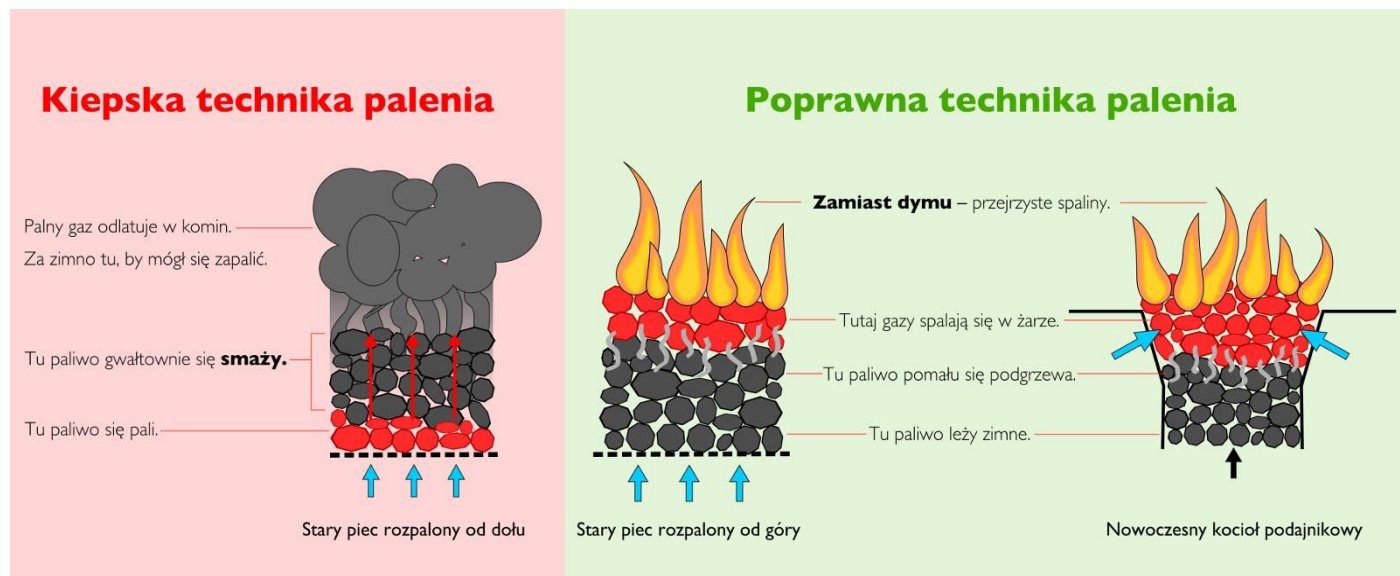 Kiepska technika palenia
Palny gaz odlatuje w komin.
Za zimno tu, by mógł się zapalić.
Tu paliwo gwałtownie się smaży.
Tu paliwo się pali.
Stary piec rozpalony od dołu
Poprawna technika palenia
Zamiast dymu – przejrzyste spaliny.
Tutaj gazy spalają się w żarze.
Tu paliwo pomału się podgrzewa.
Tu paliwo leży zimne.
Stary piec rozpalony od góry
Nowoczesny kocioł podajnikowy